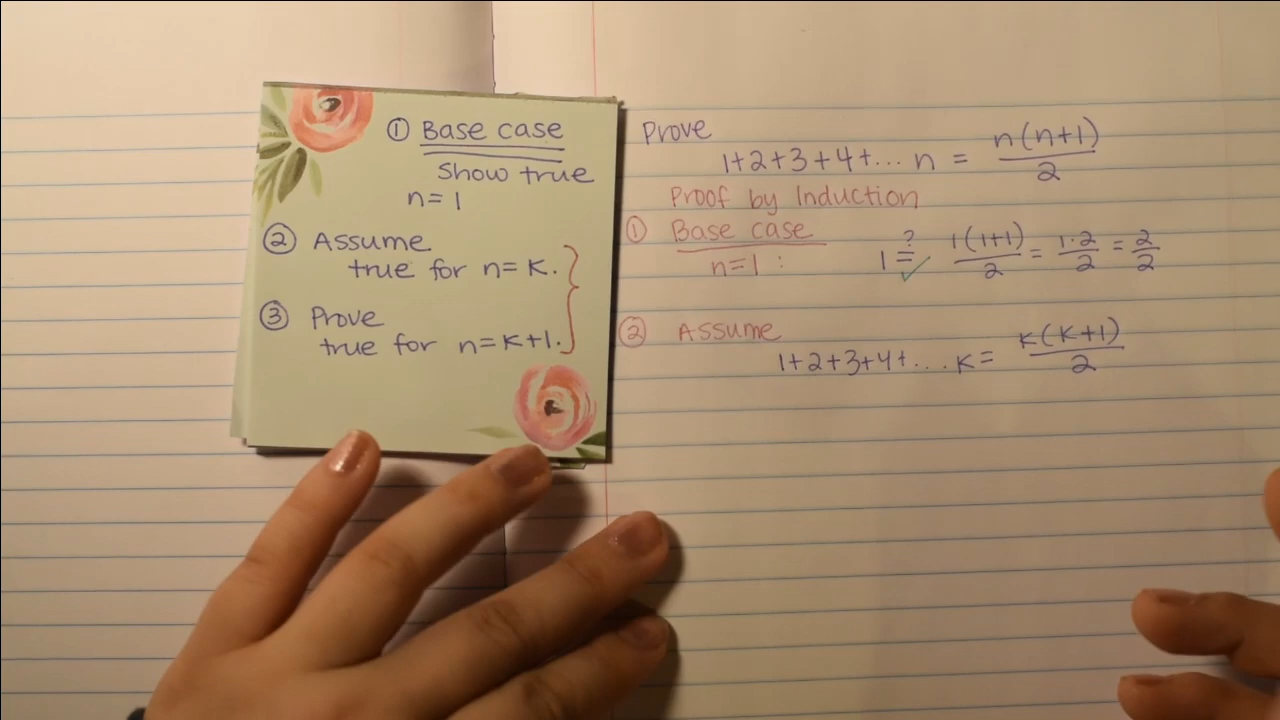 ① Base case
Show true
n=1
② Assume
true for n=K.
③ Prove
true for n=K+1.
Prove
1+2+3+4+... n = n(n+1)/2
Proof by Induction
① Base case
n=1 :
1 ≟ 1(1+1)/2 = 1·2/2 = 2/2
✓
② Assume
1+2+3+4+... K = K(K+1)/2